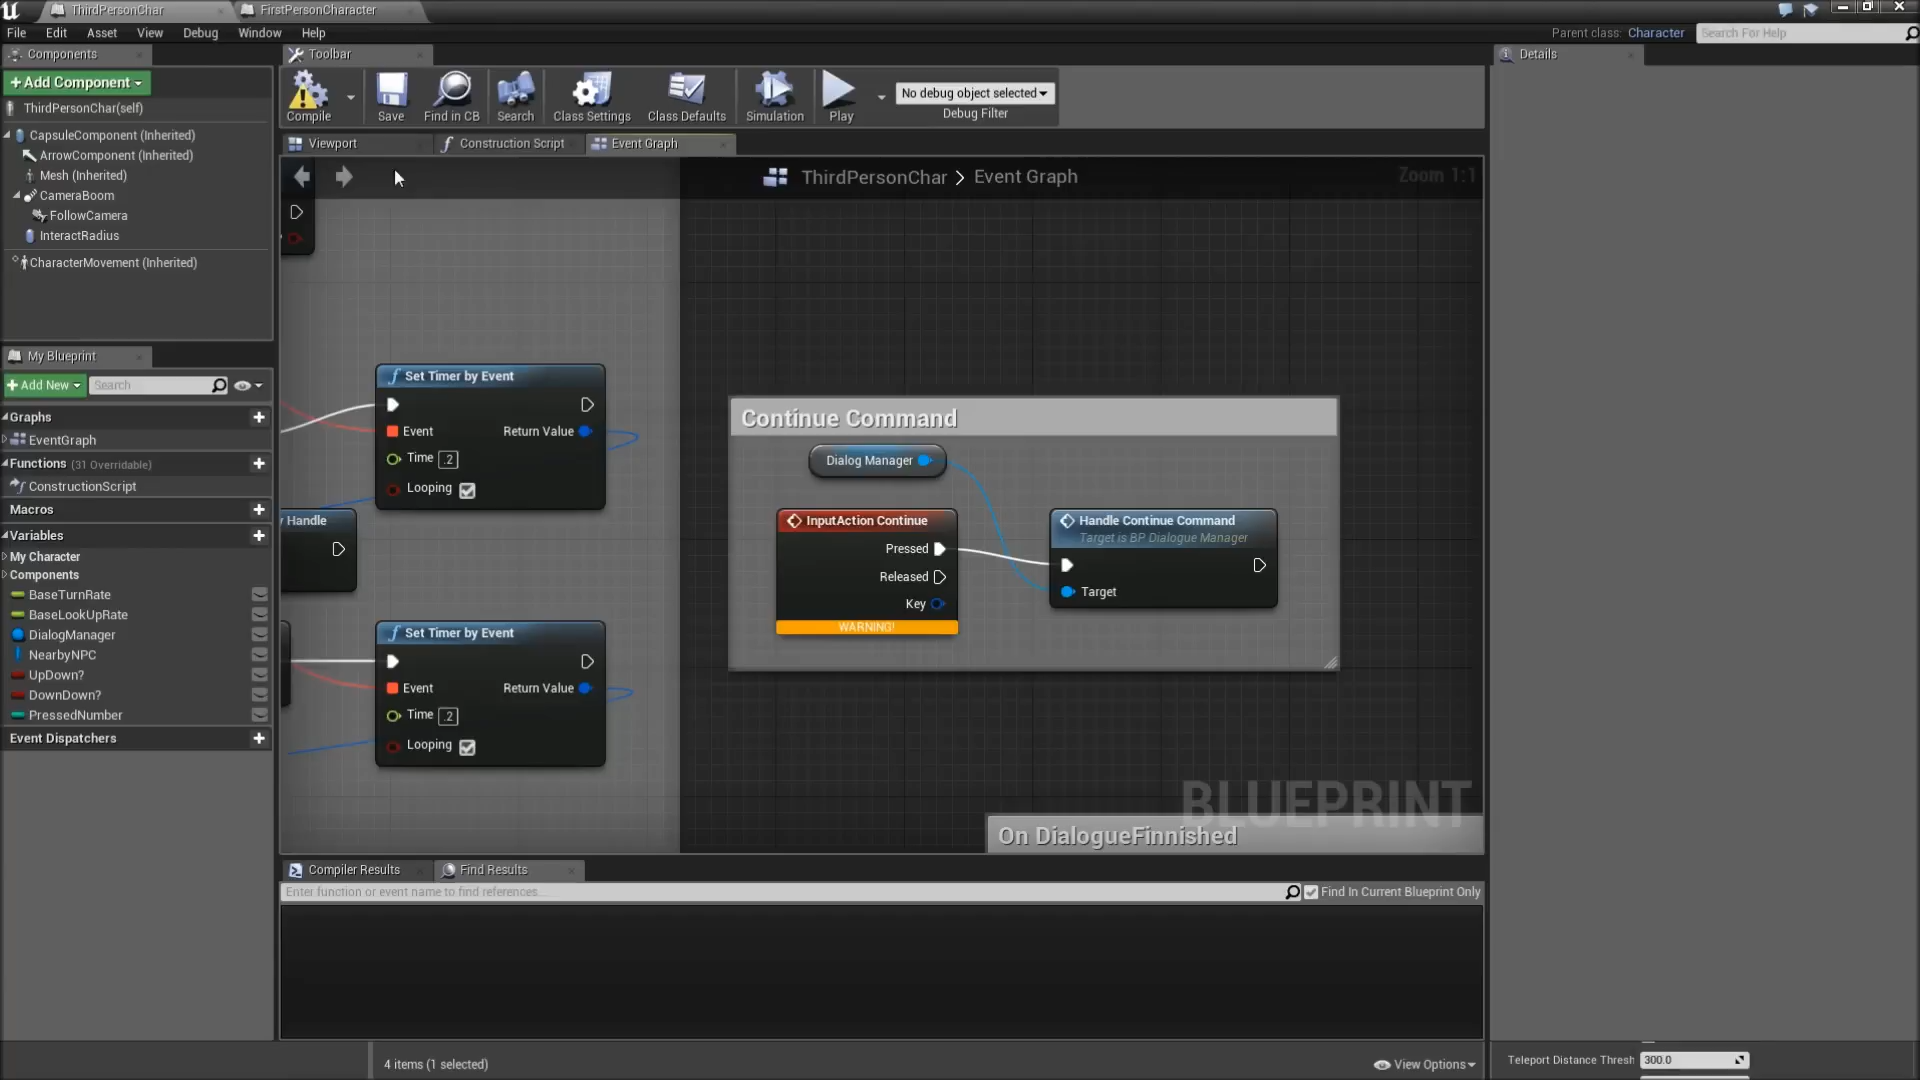 ThirdPersonChar
FirstPersonCharacter
File Edit Asset View Debug Window Help
Parent class: Character
Search For Help
Components
Toolbar
Details
+Add Component
ThirdPersonChar(self)
CapsuleComponent (Inherited)
ArrowComponent (Inherited)
Mesh (Inherited)
CameraBoom
FollowCamera
InteractRadius
CharacterMovement (Inherited)
Compile
Save
Find in CB
Search
Class Settings
Class Defaults
Simulation
Play
No debug object selected
Debug Filter
Viewport
Construction Script
Event Graph
ThirdPersonChar > Event Graph
Zoom 1:1
My Blueprint
+Add New
Search
Graphs
EventGraph
Functions (31 Overridable)
ConstructionScript
Macros
Variables
My Character
Components
BaseTurnRate
BaseLookUpRate
DialogManager
NearbyNPC
UpDown?
DownDown?
PressedNumber
Event Dispatchers
Set Timer by Event
Event
Return Value
Time .2
Looping
Handle
Set Timer by Event
Event
Return Value
Time .2
Looping
Continue Command
Dialog Manager
InputAction Continue
Pressed
Released
Key
WARNING!
Handle Continue Command
Target is BP Dialogue Manager
Target
BLUEPRINT
On DialogueFinnished
Compiler Results
Find Results
Enter function or event name to find references...
Find In Current Blueprint Only
4 items (1 selected)
View Options
Teleport Distance Thresh 300.0